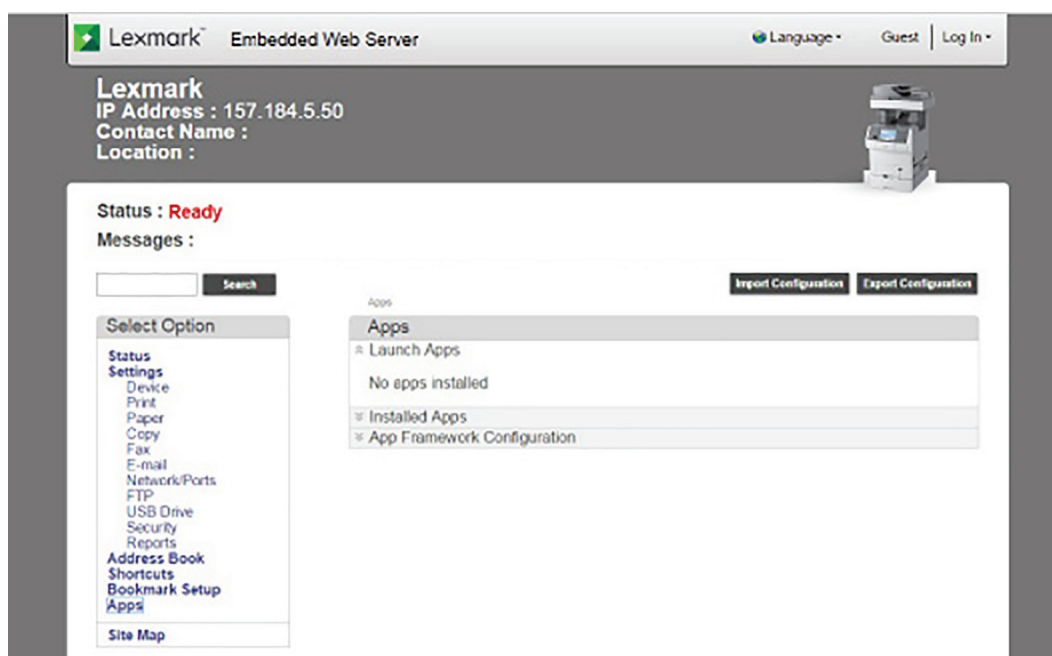 Lexmark™ Embedded Web Server Language Guest Log In
Lexmark
IP Address : 157.184.5.50
Contact Name :
Location :
Status : Ready
Messages :
Search
Import Configuration Export Configuration
Apps
Select Option
Status
Settings
Device
Print
Paper
Copy
Fax
E-mail
Network/Ports
FTP
USB Drive
Security
Reports
Address Book
Shortcuts
Bookmark Setup
Apps
Site Map
Apps
Launch Apps
No apps installed
Installed Apps
App Framework Configuration